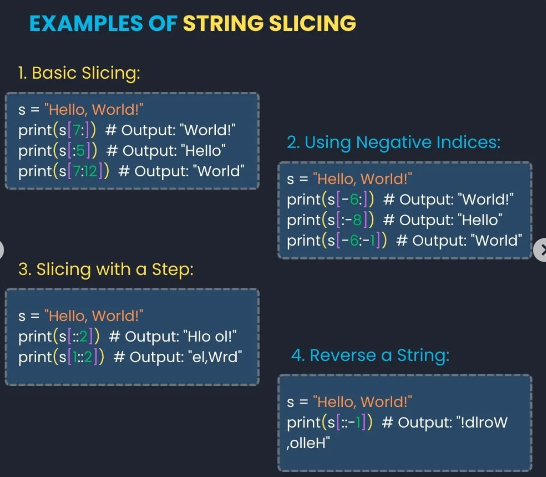 EXAMPLES OF STRING SLICING
1. Basic Slicing:
s = "Hello, World!"
print(s[7:]) # Output: "World!"
print(s[:5]) # Output: "Hello"
print(s[7:12]) # Output: "World"
2. Using Negative Indices:
s = "Hello, World!"
print(s[-6:]) # Output: "World!"
print(s[:-8]) # Output: "Hello"
print(s[-6:-1]) # Output: "World"
3. Slicing with a Step:
s = "Hello, World!"
print(s[::2]) # Output: "Hlo ol!"
print(s[1::2]) # Output: "el,Wrd"
4. Reverse a String:
s = "Hello, World!"
print(s[::-1]) # Output: "!dlroW
,olleH"